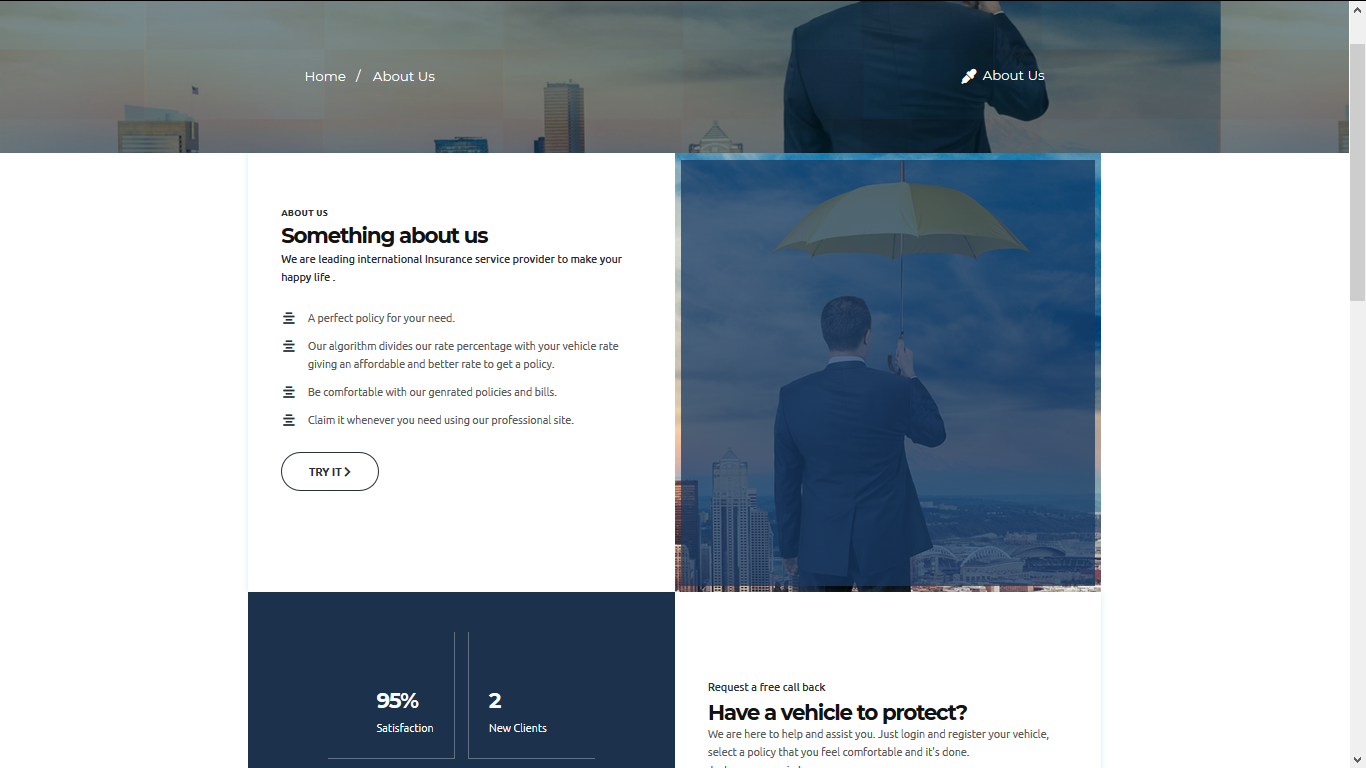 Home / About Us
About Us
ABOUT US
Something about us
We are leading international Insurance service provider to make your
happy life .
A perfect policy for your need.
Our algorithm divides our rate percentage with your vehicle rate
giving an affordable and better rate to get a policy.
Be comfortable with our genrated policies and bills.
Claim it whenever you need using our professional site.
TRY IT
95%
Satisfaction
2
New Clients
Request a free call back
Have a vehicle to protect?
We are here to help and assist you. Just login and register your vehicle,
select a policy that you feel comfortable and it's done.